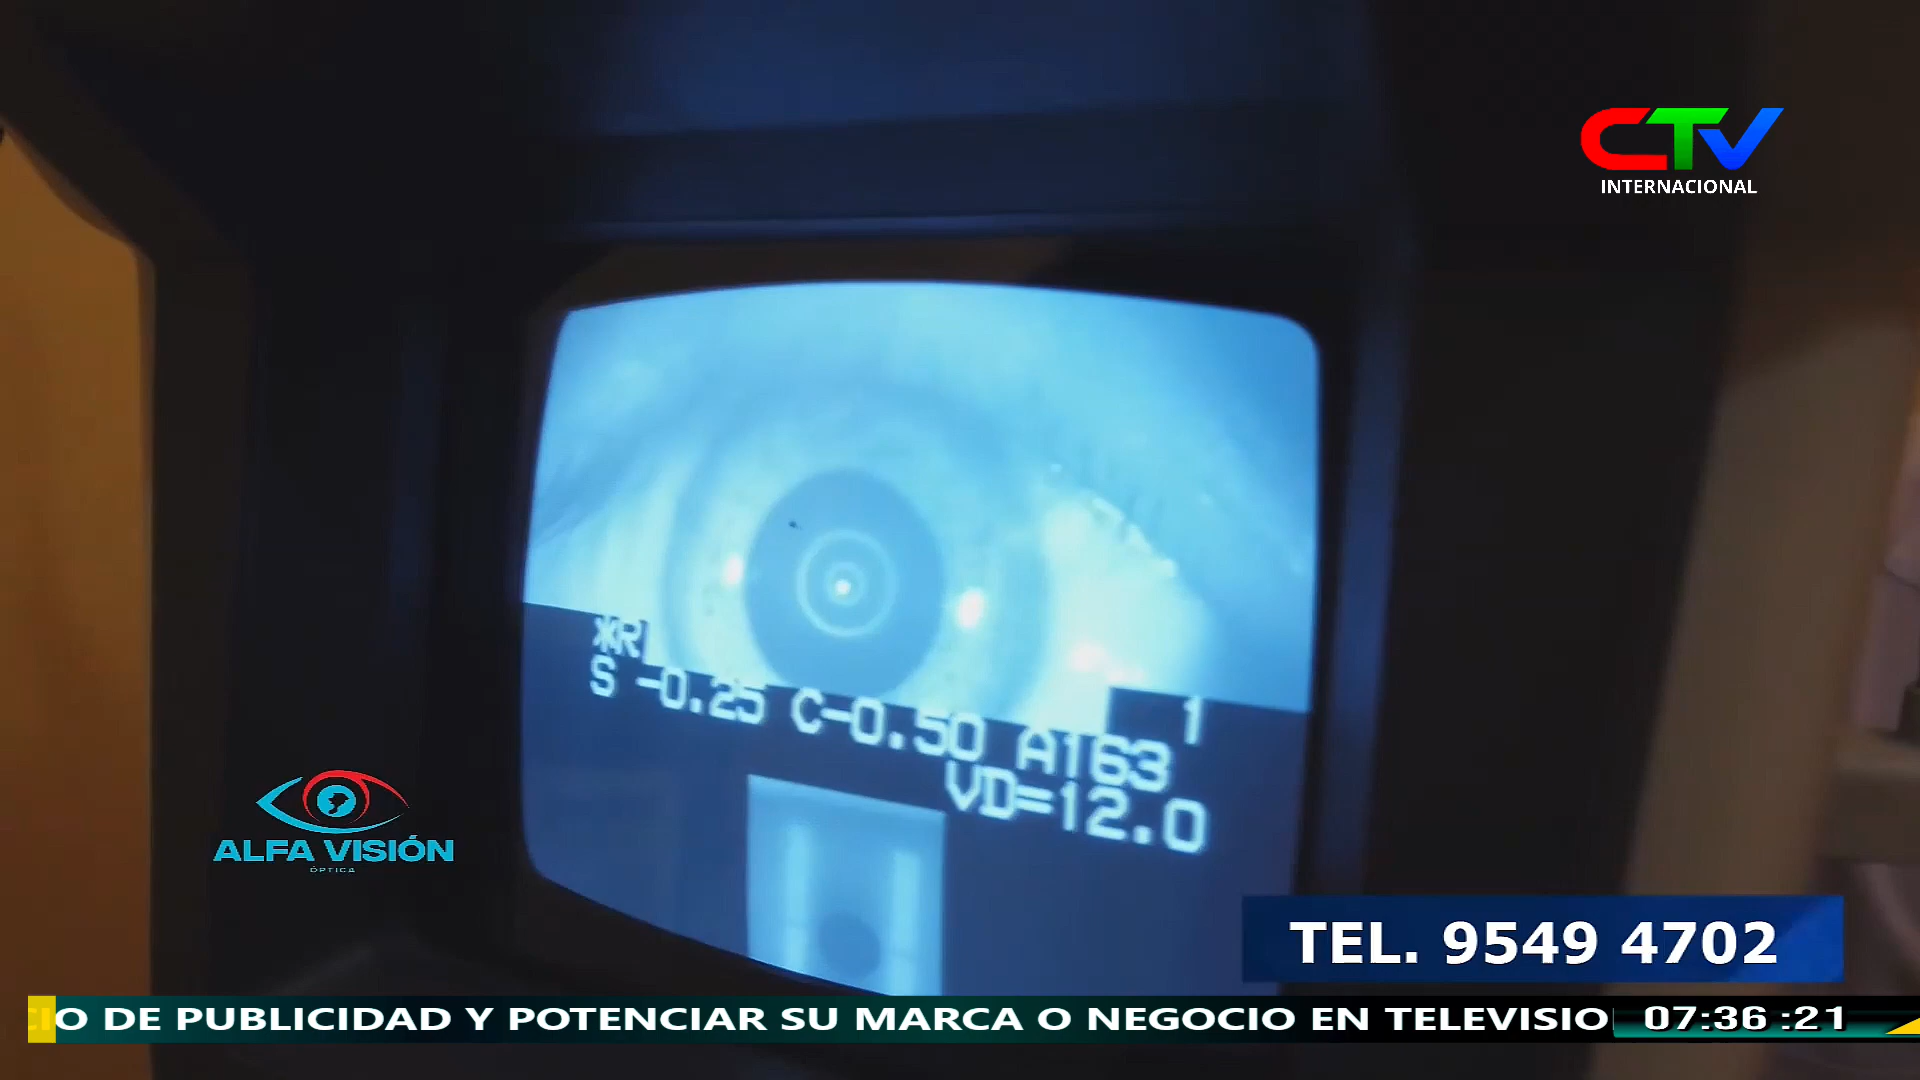 CTV
INTERNACIONAL
*R
1
S -0.25 C-0.50 A163
VD=12.0
ALFA VISIÓN
ÓPTICA
TEL. 9549 4702
O DE PUBLICIDAD Y POTENCIAR SU MARCA O NEGOCIO EN
07:36:21